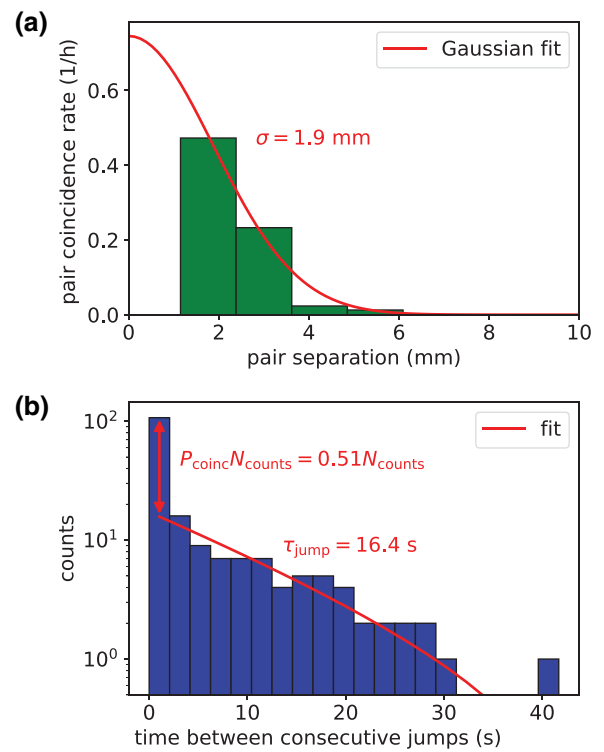 (a)
Gaussian fit
σ = 1.9 mm
pair coincidence rate (1/h)
0.6
0.4
0.2
0.0
0 2 4 6 8 10
pair separation (mm)
(b)
fit
P_coinc N_counts = 0.51N_counts
τ_jump = 16.4 s
counts
10²
10¹
10⁰
0 10 20 30 40
time between consecutive jumps (s)